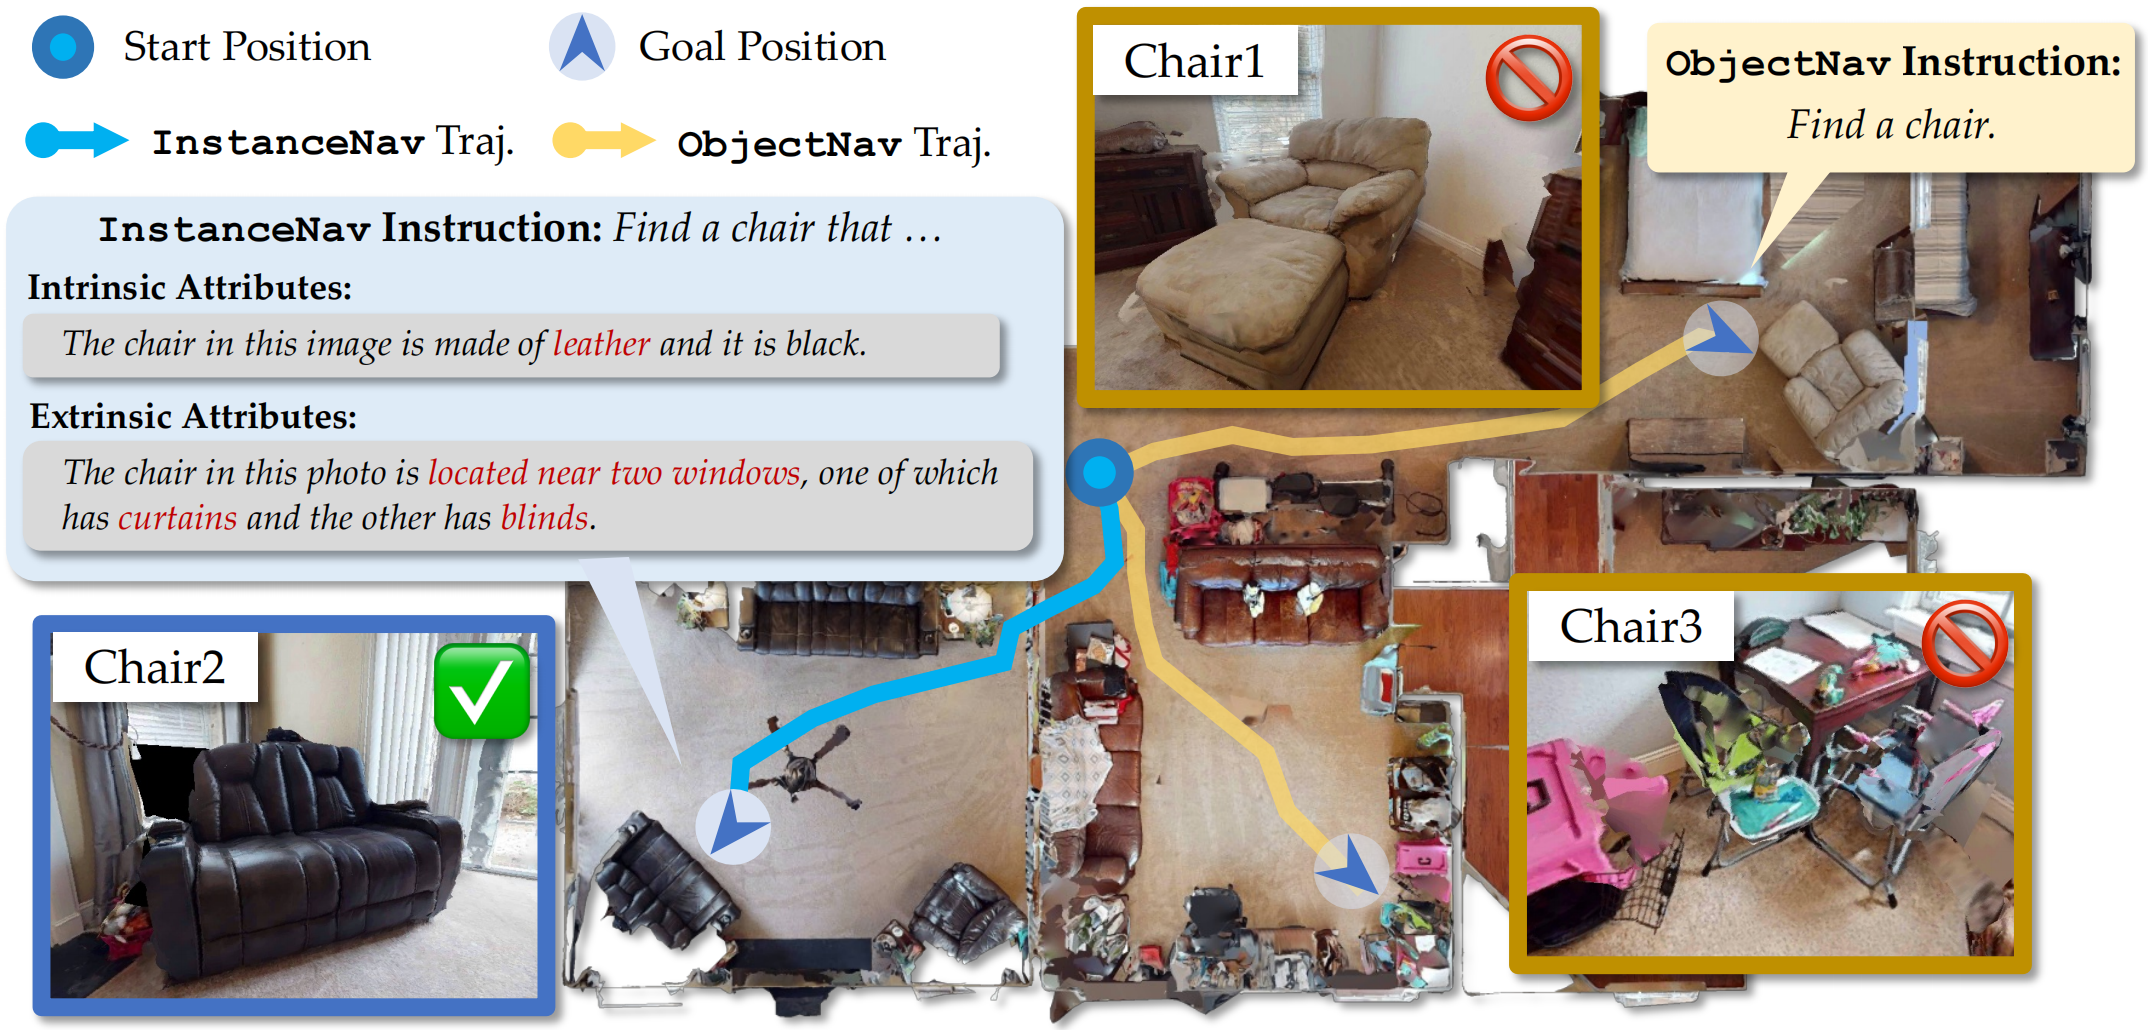 Start Position
Goal Position
InstanceNav Traj.
ObjectNav Traj.
InstanceNav Instruction: Find a chair that …
Intrinsic Attributes:
The chair in this image is made of leather and it is black.
Extrinsic Attributes:
The chair in this photo is located near two windows, one of which
has curtains and the other has blinds.
Chair1
ObjectNav Instruction:
Find a chair.
Chair2
Chair3